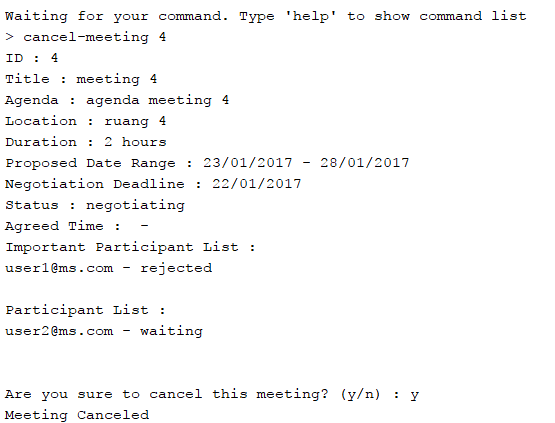 Waiting for your command. Type 'help' to show command list
> cancel-meeting 4
ID : 4
Title : meeting 4
Agenda : agenda meeting 4
Location : ruang 4
Duration : 2 hours
Proposed Date Range : 23/01/2017 - 28/01/2017
Negotiation Deadline : 22/01/2017
Status : negotiating
Agreed Time :  -
Important Participant List :
user1@ms.com - rejected
Participant List :
user2@ms.com - waiting
Are you sure to cancel this meeting? (y/n) : y
Meeting Canceled